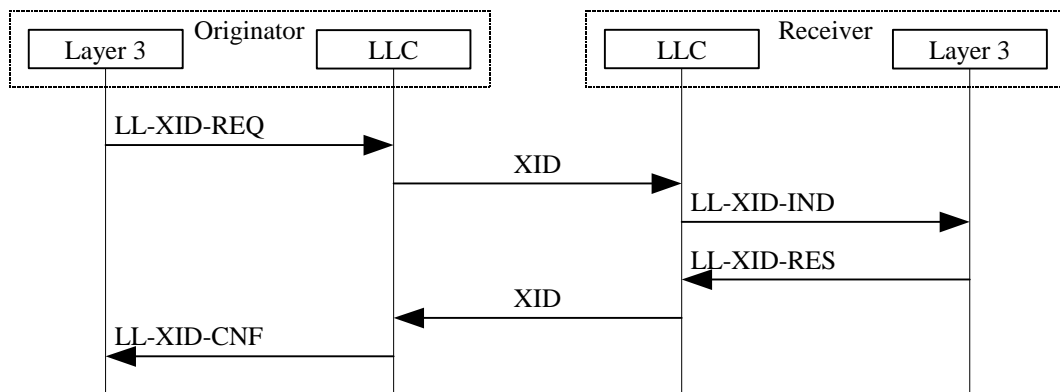 Originator
Receiver
Layer 3
LLC
LLC
Layer 3
LL-XID-REQ
XID
LL-XID-IND
LL-XID-RES
XID
LL-XID-CNF